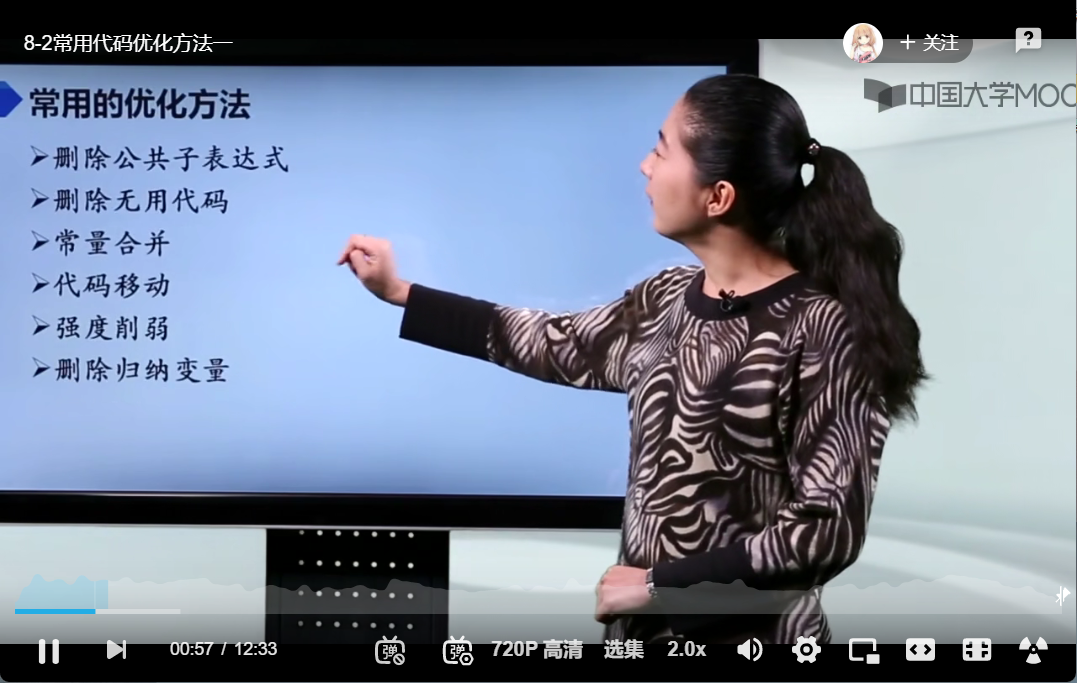 8-2常用代码优化方法一
+ 关注
?
中国大学MOOC
常用的优化方法
➢删除公共子表达式
➢删除无用代码
➢常量合并
➢代码移动
➢强度削弱
➢删除归纳变量
00:57 / 12:33
弹
弹
720P 高清
选集
2.0x